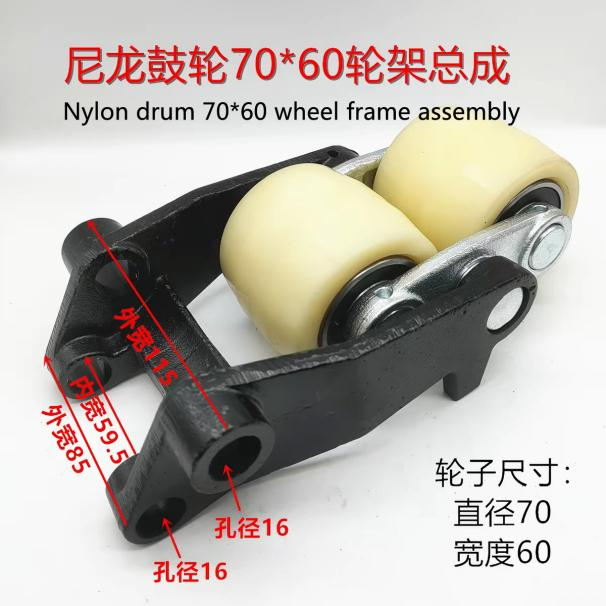 尼龙鼓轮70*60轮架总成
Nylon drum 70*60 wheel frame assembly
外宽115
内宽59.5
外宽85
孔径16
孔径16
轮子尺寸：
直径70
宽度60